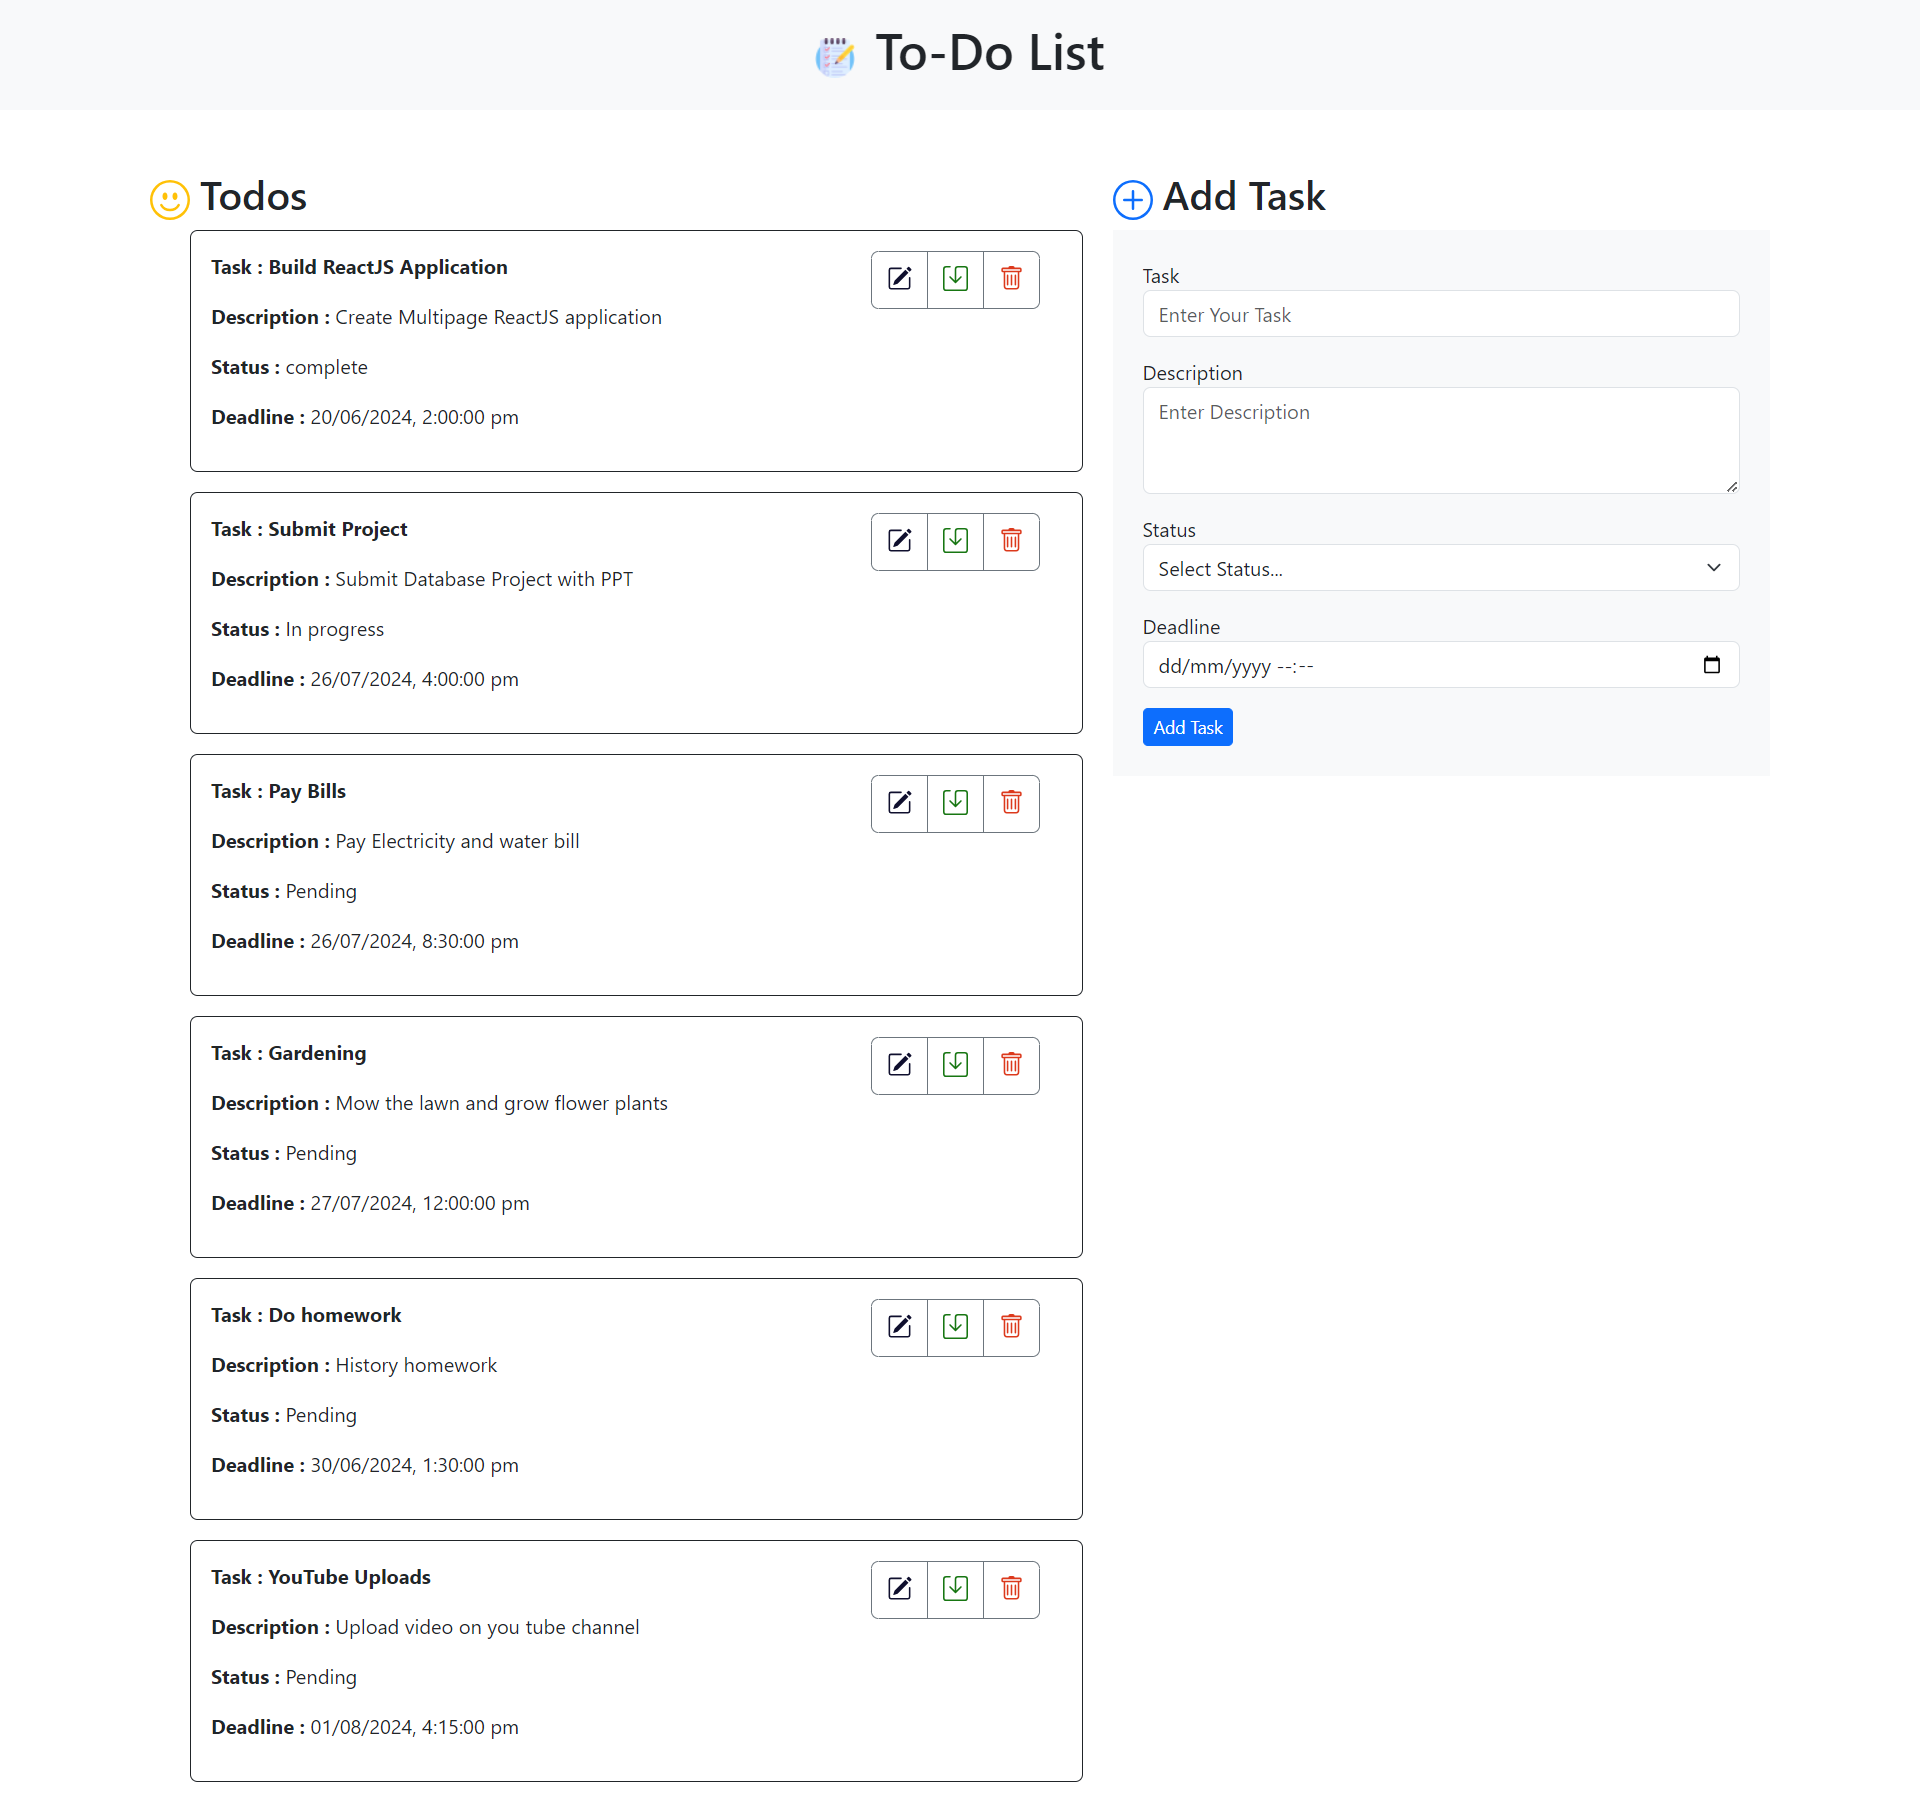 To-Do List
Todos
Task : Build ReactJS Application
Description : Create Multipage ReactJS application
Status : complete
Deadline : 20/06/2024, 2:00:00 pm
Task : Submit Project
Description : Submit Database Project with PPT
Status : In progress
Deadline : 26/07/2024, 4:00:00 pm
Task : Pay Bills
Description : Pay Electricity and water bill
Status : Pending
Deadline : 26/07/2024, 8:30:00 pm
Task : Gardening
Description : Mow the lawn and grow flower plants
Status : Pending
Deadline : 27/07/2024, 12:00:00 pm
Task : Do homework
Description : History homework
Status : Pending
Deadline : 30/06/2024, 1:30:00 pm
Task : YouTube Uploads
Description : Upload video on you tube channel
Status : Pending
Deadline : 01/08/2024, 4:15:00 pm
Add Task
Task
Enter Your Task
Description
Enter Description
Status
Select Status...
Deadline
dd/mm/yyyy --:--
Add Task